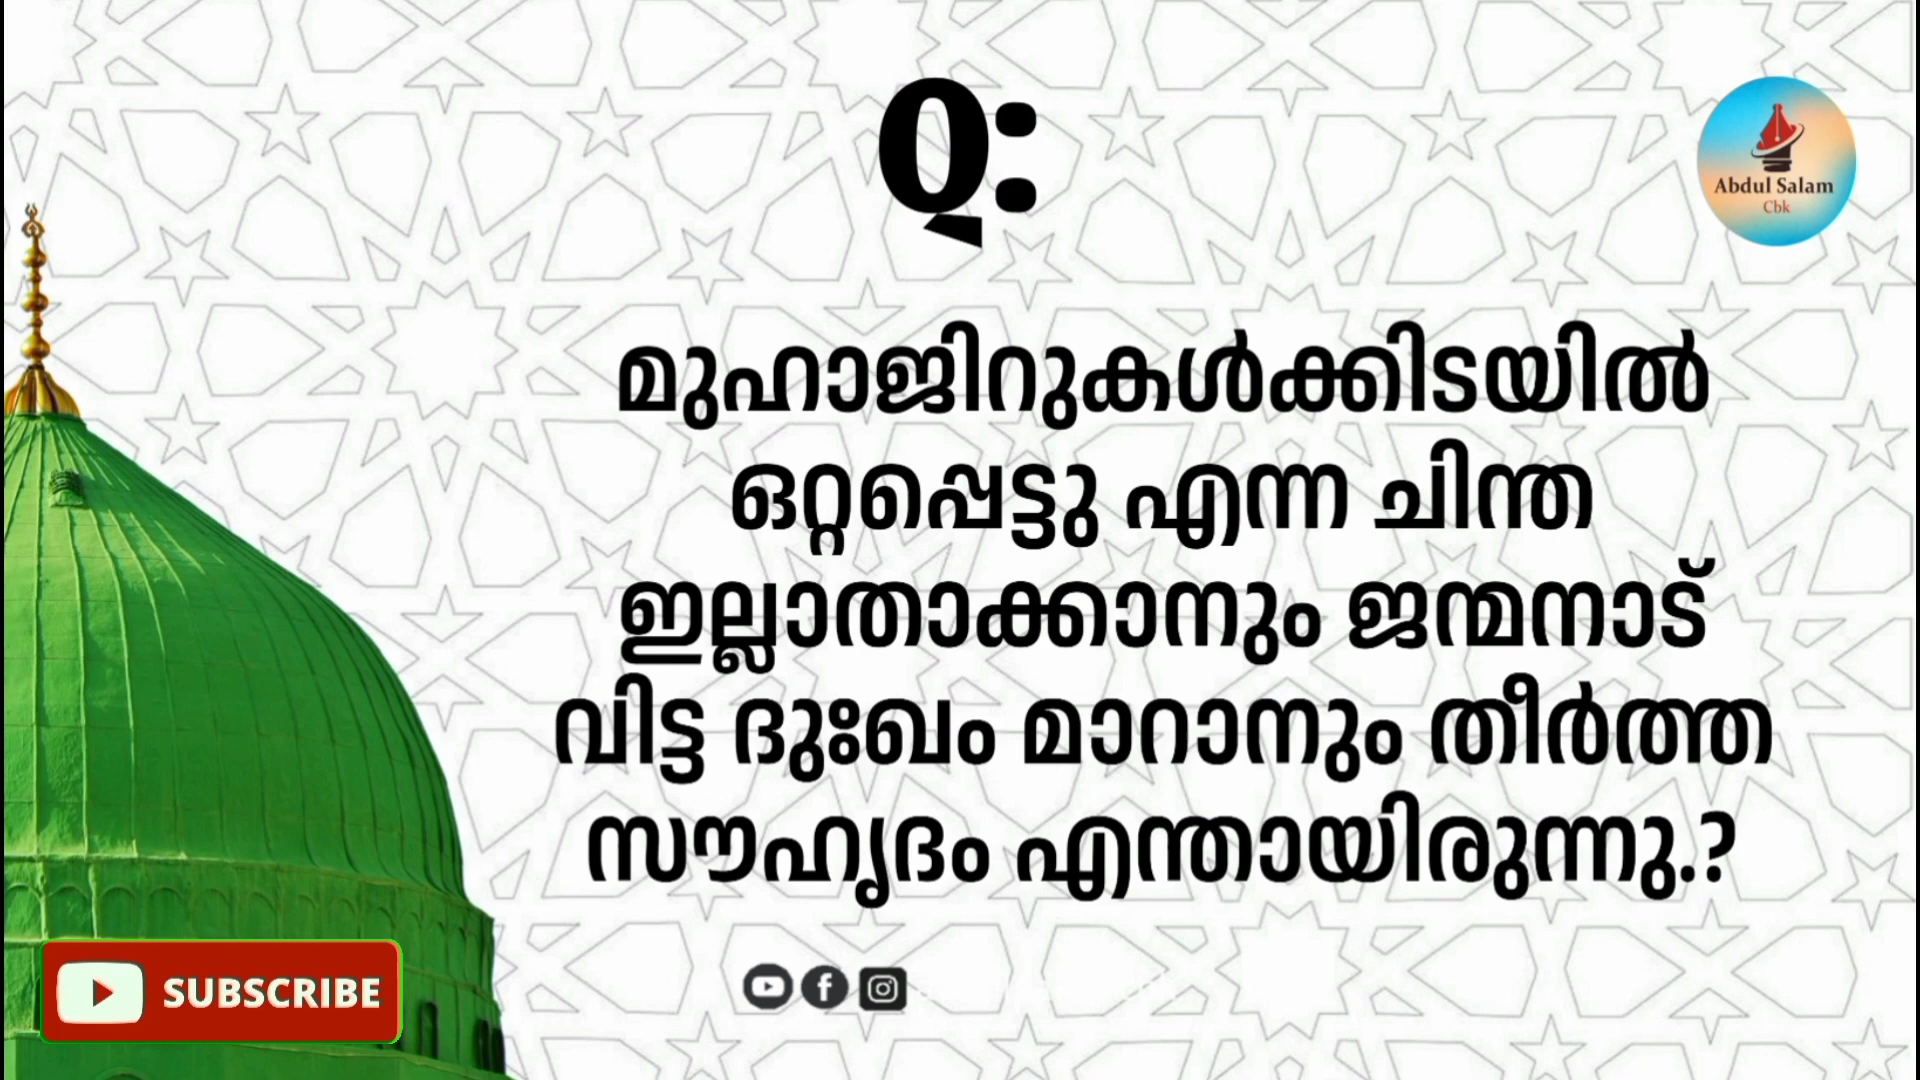 Q:
Abdul Salam
Cbk
മുഹാജിറുകൾക്കിടയിൽ
ഒറ്റപ്പെട്ടു എന്ന ചിന്ത
ഇല്ലാതാക്കാനും ജന്മനാട്
വിട്ട ദുഃഖം മാറാനും തീർത്ത
സൗഹൃദം എന്തായിരുന്നു.?
SUBSCRIBE